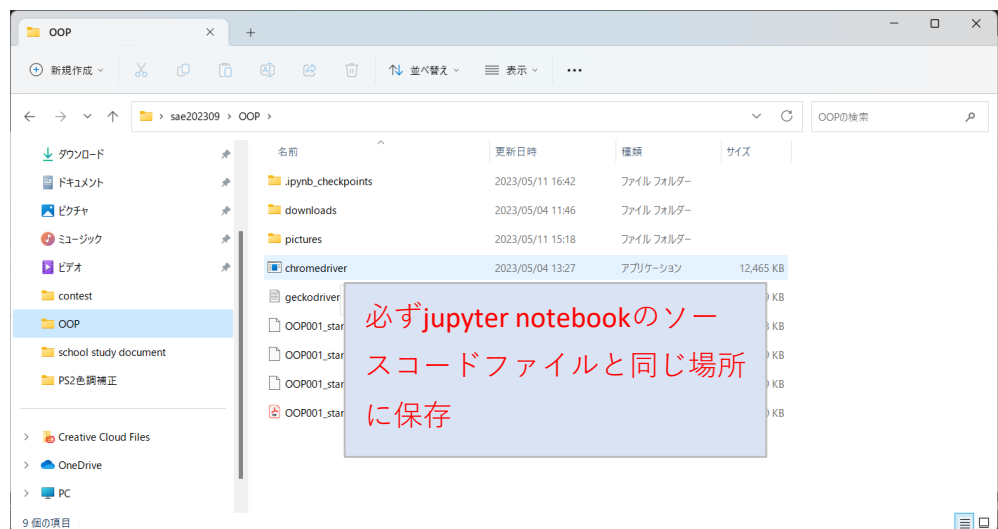 OOP
新規作成
並べ替え
表示
sae202309 > OOP >
OOPの検索
ダウンロード
ドキュメント
ピクチャ
ミュージック
ビデオ
contest
OOP
school study document
PS2色調補正
Creative Cloud Files
OneDrive
PC
名前 更新日時 種類 サイズ
.ipynb_checkpoints 2023/05/11 16:42 ファイル フォルダー
downloads 2023/05/04 11:46 ファイル フォルダー
pictures 2023/05/11 15:18 ファイル フォルダー
chromedriver 2023/05/04 13:27 アプリケーション 12,465 KB
geckodriver KB
OOP001_star KB
OOP001_star KB
OOP001_star KB
OOP001_star KB
必ずjupyter notebookのソー
スコードファイルと同じ場所
に保存
9 個の項目